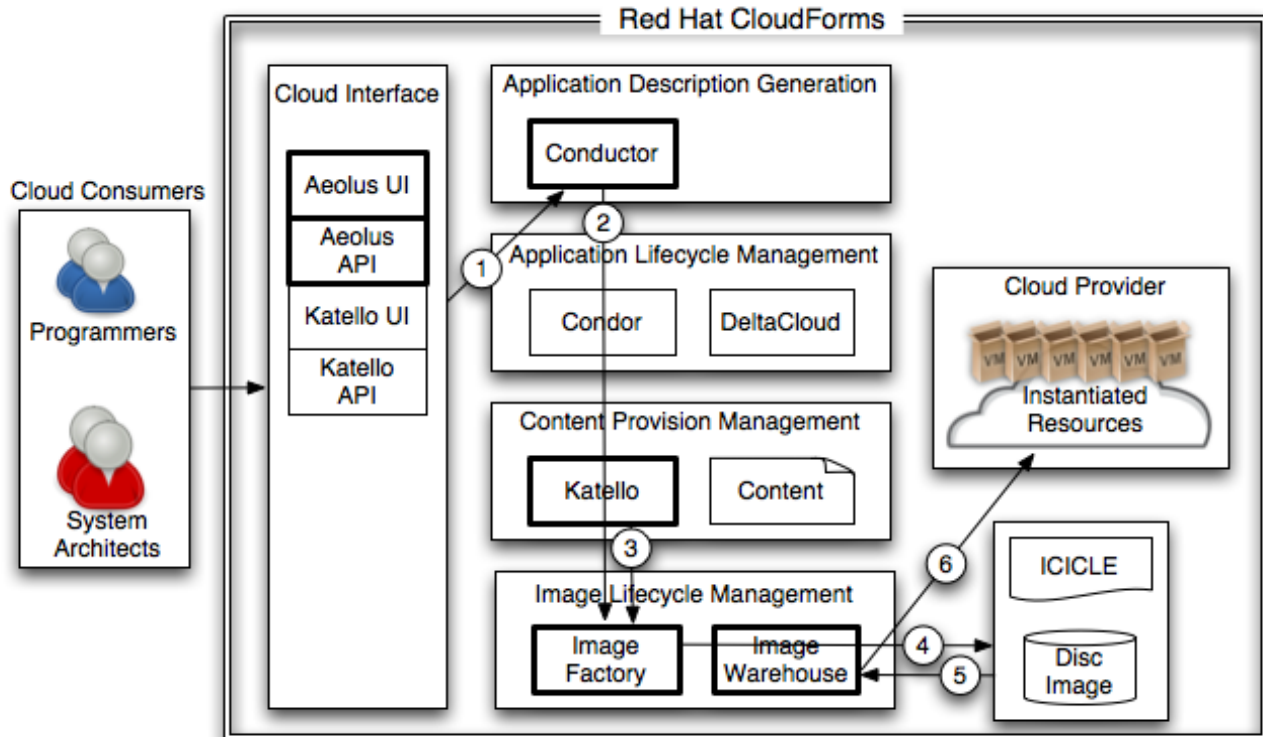 Red Hat CloudForms
Cloud Consumers
Programmers
System
Architects
Cloud Interface
Aeolus UI
Aeolus
API
Katello UI
Katello
API
1
Application Description Generation
Conductor
2
Application Lifecycle Management
Condor
DeltaCloud
Content Provision Management
Katello
Content
3
Image Lifecycle Management
Image
Factory
Image
Warehouse
4
5
6
Cloud Provider
VM VM VM VM VM VM
Instantiated
Resources
ICICLE
Disc
Image